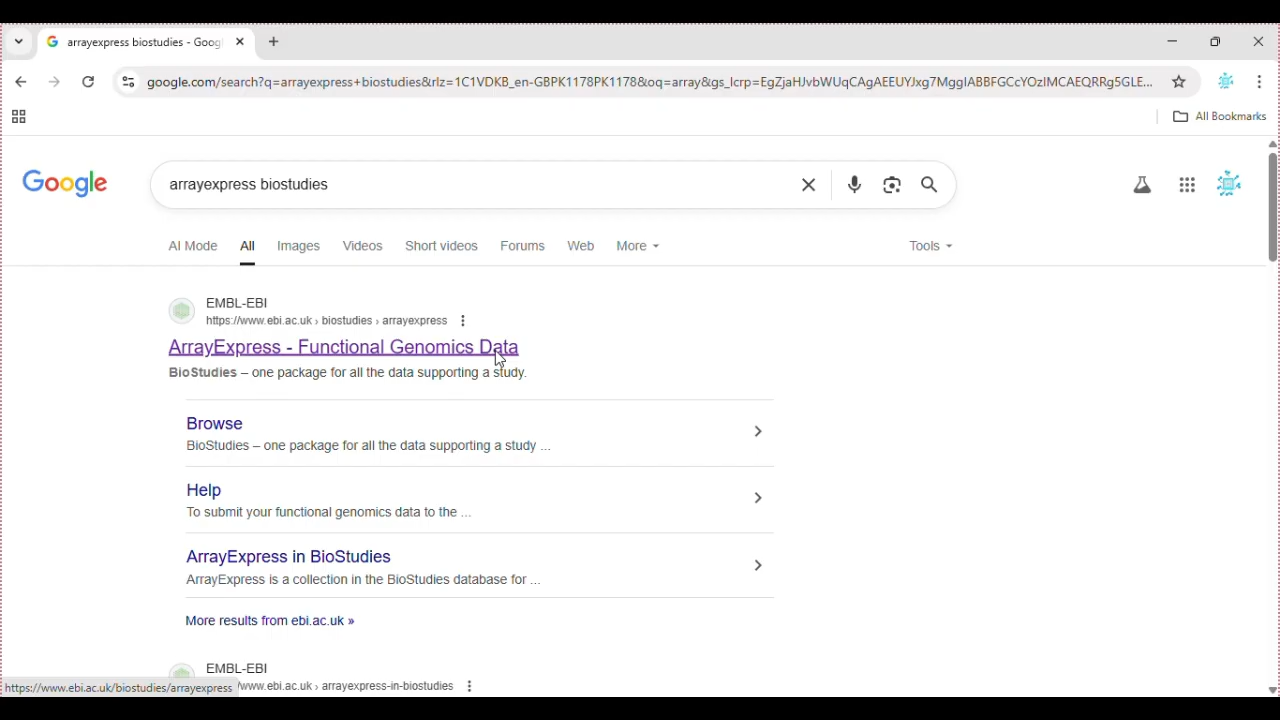 arrayexpress biostudies - Goog
google.com/search?q=arrayexpress+biostudies&rlz=1C1VDKB_en-GBPK1178PK1178&oq=array&gs_lcrp=EgZjaHJvbWUqCAgAEEUYJxg7MggIABBFGCcYOzIMCAEQRRg5GLE...
All Bookmarks
Google
arrayexpress biostudies
AI Mode All Images Videos Short videos Forums Web More Tools
EMBL-EBI
https://www.ebi.ac.uk › biostudies › arrayexpress
ArrayExpress - Functional Genomics Data
BioStudies – one package for all the data supporting a study.
Browse
BioStudies – one package for all the data supporting a study ...
Help
To submit your functional genomics data to the ...
ArrayExpress in BioStudies
ArrayExpress is a collection in the BioStudies database for ...
More results from ebi.ac.uk »
EMBL-EBI
www.ebi.ac.uk › arrayexpress-in-biostudies
https://www.ebi.ac.uk/biostudies/arrayexpress